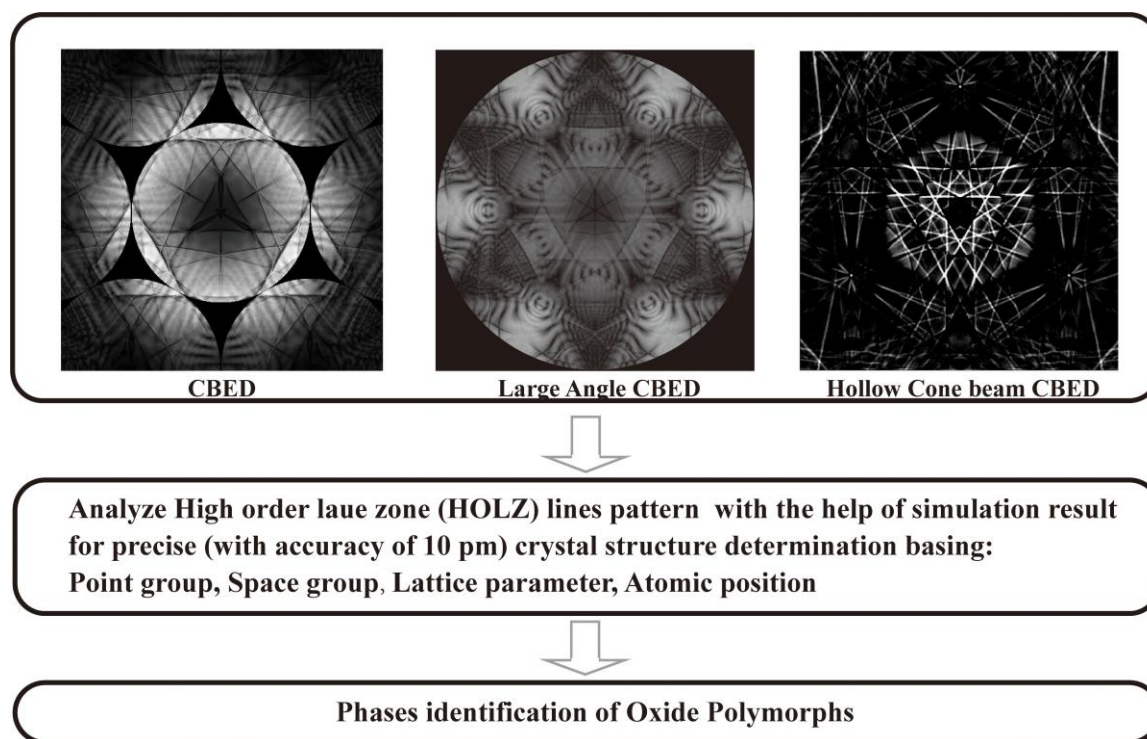 CBED
Large Angle CBED
Hollow Cone beam CBED
Analyze High order laue zone (HOLZ) lines pattern with the help of simulation result
for precise (with accuracy of 10 pm) crystal structure determination basing:
Point group, Space group, Lattice parameter, Atomic position
Phases identification of Oxide Polymorphs